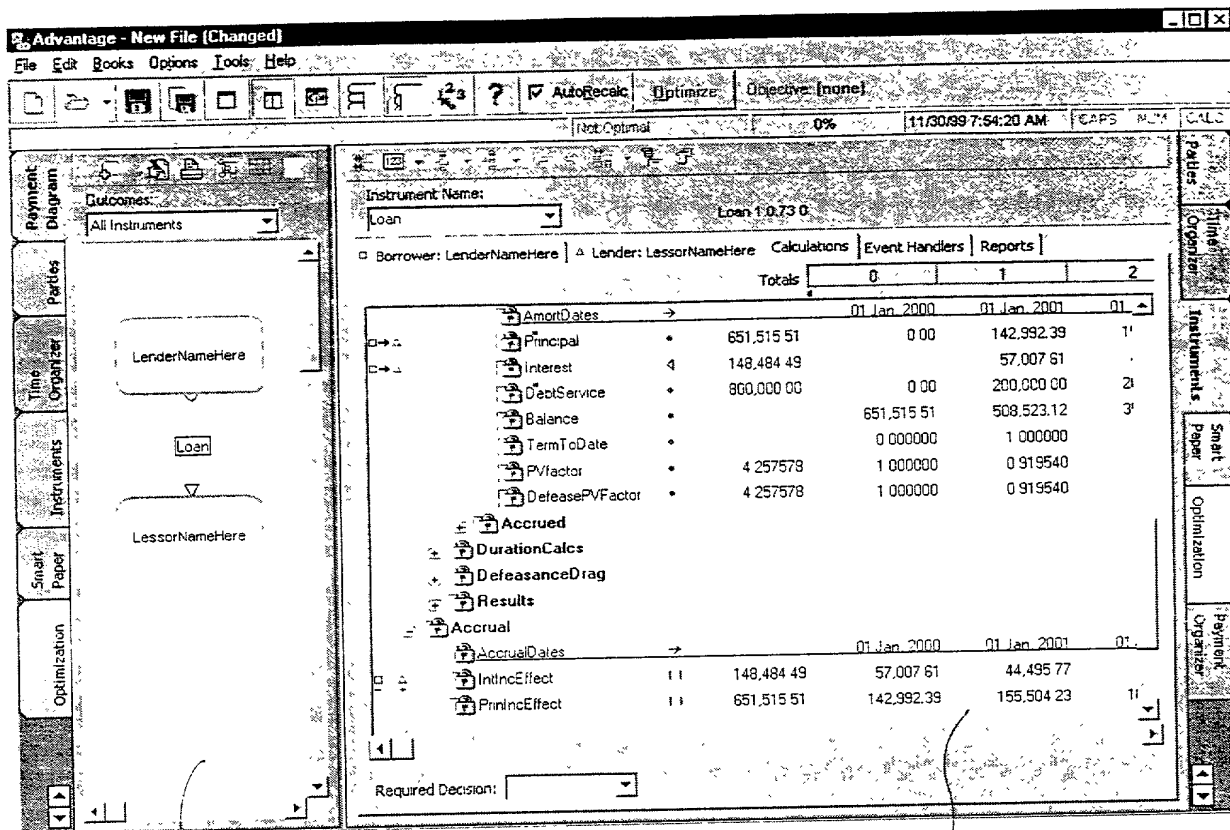 Advantage - New File (Changed)
File Edit Books Options Tools Help
AutoRecalc Optimize Objective: [none]
Not Optimal 0% 11/30/99 7:54:20 AM CAPS NUM CALC
Payment Diagram
Parties
Time Organizer
Instruments
Smart Paper
Optimization
Outcomes:
All Instruments
LenderNameHere
Loan
LessorNameHere
Instrument Name:
Loan Loan 1.0.73 0
Borrower: LenderNameHere Lender: LessorNameHere Calculations Event Handlers Reports
Totals 0 1 2
AmortDates 01 Jan, 2000 01 Jan, 2001 01
Principal 651,515 51 0 00 142,992.39 1
Interest 148,484 49 57,007 61
DebtService 800,000 00 0 00 200,000 00 2
Balance 651,515 51 508,523.12 3
TermToDate 0 000000 1 000000
PVfactor 4 257578 1 000000 0 919540
DefeasePVFactor 4 257578 1 000000 0 919540
Accrued
DurationCalcs
DefeasanceDrag
Results
Accrual
AccrualDates 01 Jan, 2000 01 Jan, 2001 01
IntIncEffect 148,484 49 57,007 61 44,495 77
PrinIncEffect 651,515 51 142,992.39 155,504 23 1
Required Decision:
Parties
Time Organizer
Instruments
Smart Paper
Optimization
Payment Organizer